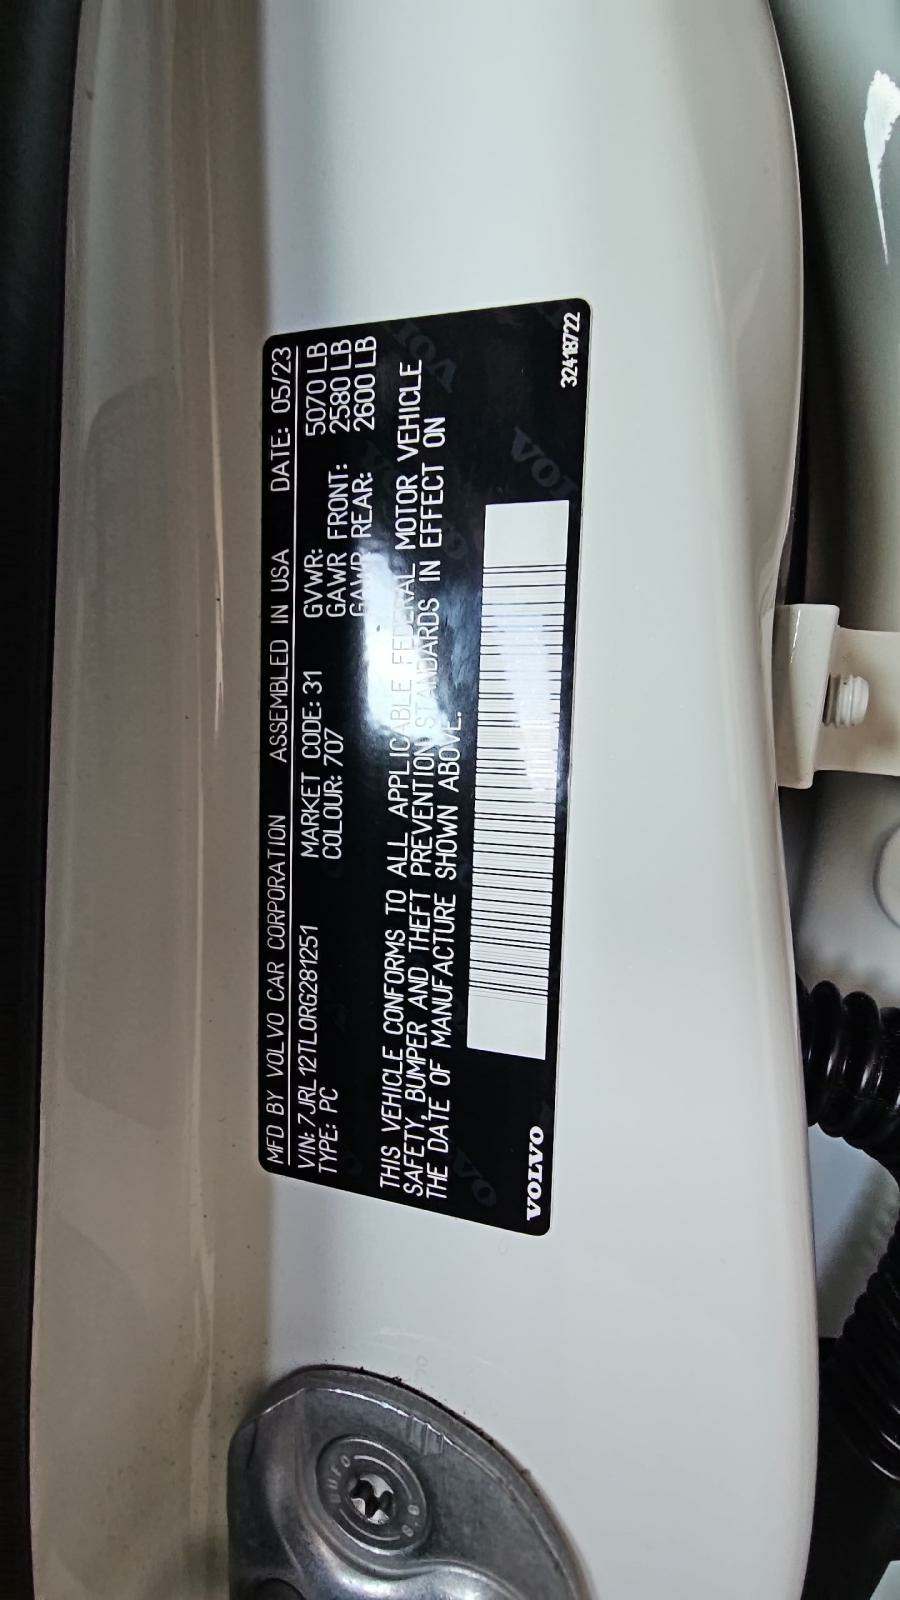 MFD BY VOLVO CAR CORPORATION ASSEMBLED IN USA DATE: 05/23
VIN: 7JRL12TL0RG281251 MARKET CODE: 31 GVWR: 5070 LB
TYPE: PC COLOUR: 707 GAWR FRONT: 2580 LB
GAWR REAR: 2600 LB
THIS VEHICLE CONFORMS TO ALL APPLICABLE FEDERAL MOTOR VEHICLE
SAFETY, BUMPER AND THEFT PREVENTION STANDARDS IN EFFECT ON
THE DATE OF MANUFACTURE SHOWN ABOVE.
VOLVO 32418722